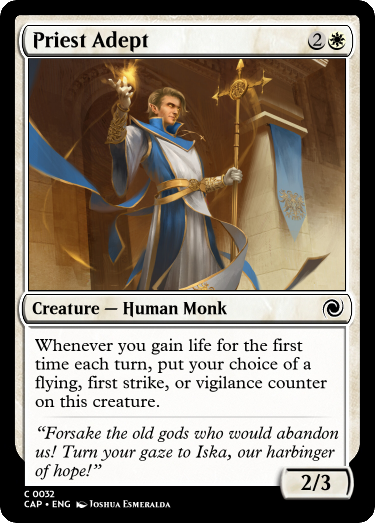 Priest Adept 2
Creature — Human Monk
Whenever you gain life for the first
time each turn, put your choice of a
flying, first strike, or vigilance counter
on this creature.
“Forsake the old gods who would abandon
us! Turn your gaze to Iska, our harbinger
of hope!”
2/3
C 0032
CAP • ENG Joshua Esmeralda